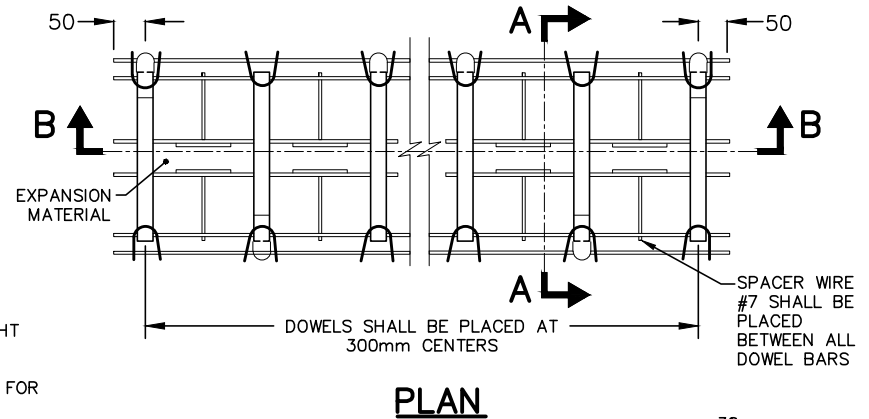 50
A
50
B
B
EXPANSION
MATERIAL
A
SPACER WIRE
#7 SHALL BE
PLACED
BETWEEN ALL
DOWEL BARS
DOWELS SHALL BE PLACED AT
300mm CENTERS
HT
FOR
PLAN